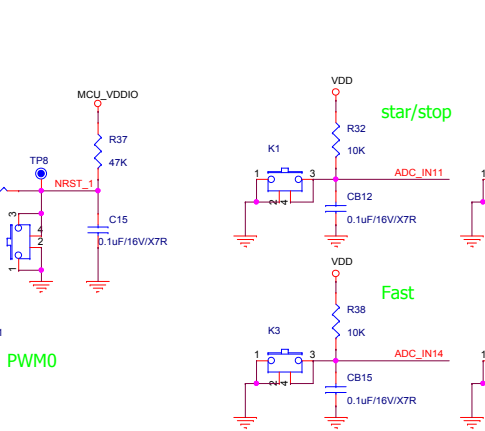 VDD
MCU_VDDIO
star/stop
R32
R37
K1
10K
TP8
47K
1
3
ADC_IN11
1
NRST_1
2
4
CB12
3
C15
0.1uF/16V/X7R
4
0.1uF/16V/X7R
2
1
VDD
Fast
R38
K3
10K
PWM0
1
3
ADC_IN14
1
2
4
CB15
0.1uF/16V/X7R